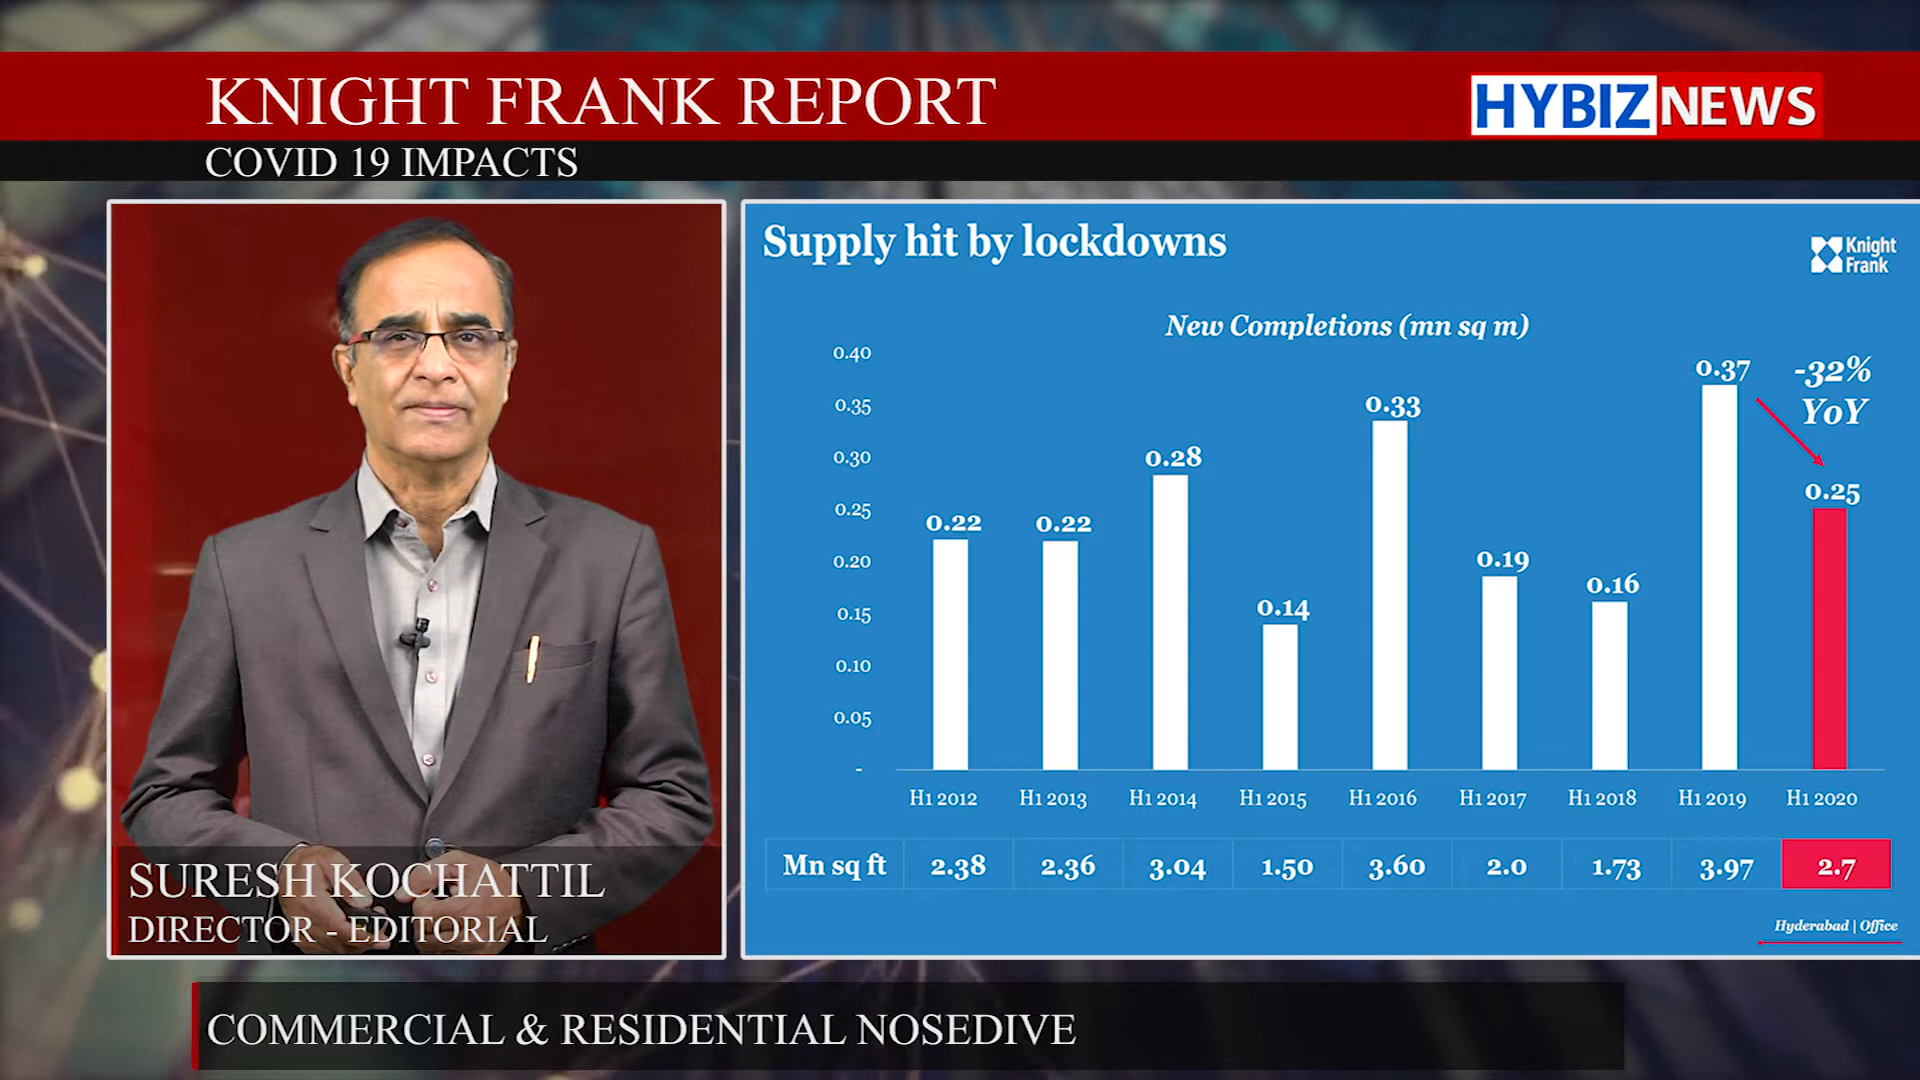 KNIGHT FRANK REPORT
HYBIZ NEWS
COVID 19 IMPACTS
Supply hit by lockdowns
Knight
Frank
New Completions (mn sq m)
0.40
0.35
0.30
0.25
0.20
0.15
0.10
0.05
-
0.22
0.22
0.28
0.14
0.33
0.19
0.16
0.37
0.25
-32%
YoY
H1 2012 H1 2013 H1 2014 H1 2015 H1 2016 H1 2017 H1 2018 H1 2019 H1 2020
Mn sq ft 2.38 2.36 3.04 1.50 3.60 2.0 1.73 3.97 2.7
Hyderabad | Office
SURESH KOCHATTIL
DIRECTOR - EDITORIAL
COMMERCIAL & RESIDENTIAL NOSEDIVE